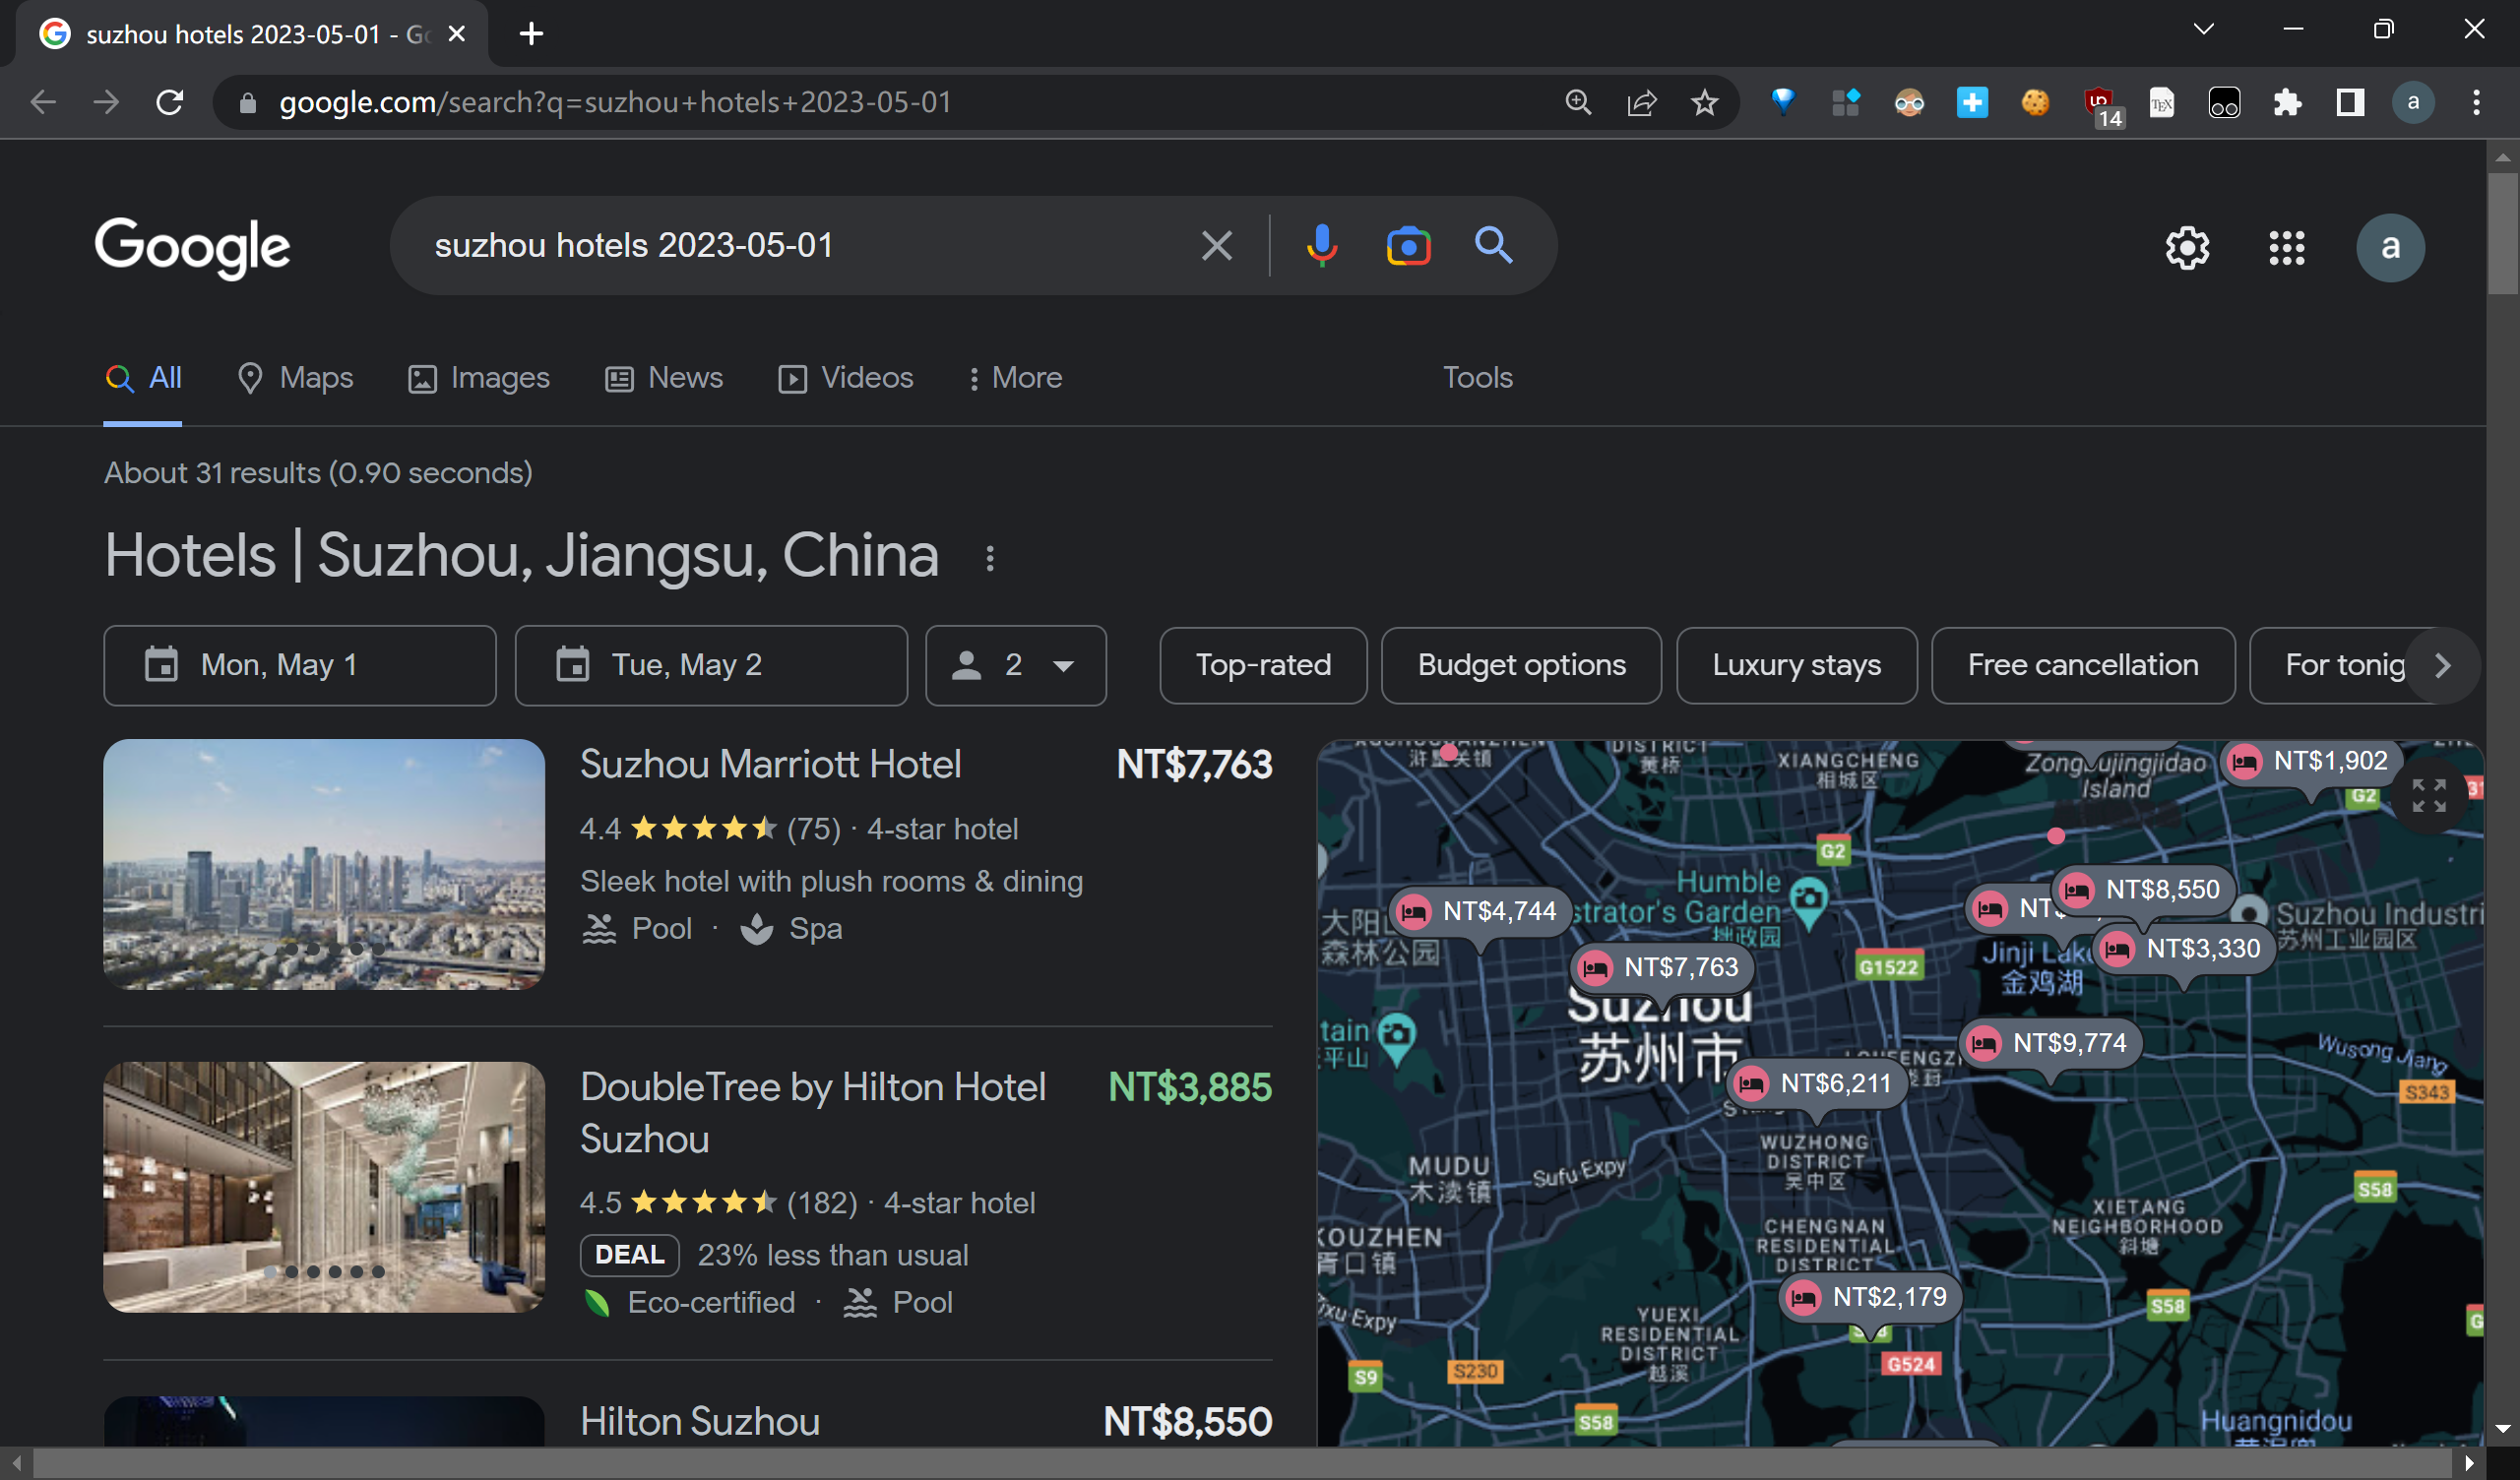 suzhou hotels 2023-05-01 - Go
google.com/search?q=suzhou+hotels+2023-05-01
14
TEX
a
Google
suzhou hotels 2023-05-01
a
All
Maps
Images
News
Videos
More
Tools
About 31 results (0.90 seconds)
Hotels | Suzhou, Jiangsu, China
Mon, May 1
Tue, May 2
2
Top-rated
Budget options
Luxury stays
Free cancellation
For tonig
Suzhou Marriott Hotel
NT$7,763
4.4 (75) · 4-star hotel
Sleek hotel with plush rooms & dining
Pool · Spa
DoubleTree by Hilton Hotel
Suzhou
NT$3,885
4.5 (182) · 4-star hotel
DEAL 23% less than usual
Eco-certified · Pool
Hilton Suzhou
NT$8,550
DISTRICT
黄桥
XIANGCHENG
相城区
Island
NT$1,902
G2
G2
Humble
strator's Garden
拙政园
NT$4,744
森林公园
NT$7,763
G1522
NT$8,550
Suzhou Industri
苏州工业园区
NT$3,330
Jinji Lake
金鸡湖
Suzhou
苏州市
tain
平山
NT$9,774
NT$6,211
Wusong Jiang
S343
WUZHONG
DISTRICT
吴中区
MUDU
木渎镇
Sufu Expy
S58
XIETANG
NEIGHBORHOOD
斜塘
KOUZHEN
胥口镇
CHENGNAN
RESIDENTIAL
DISTRICT
NT$2,179
S58
YUEXI
RESIDENTIAL
DISTRICT
越溪
G524
S9
S230
S58
Huangnidou